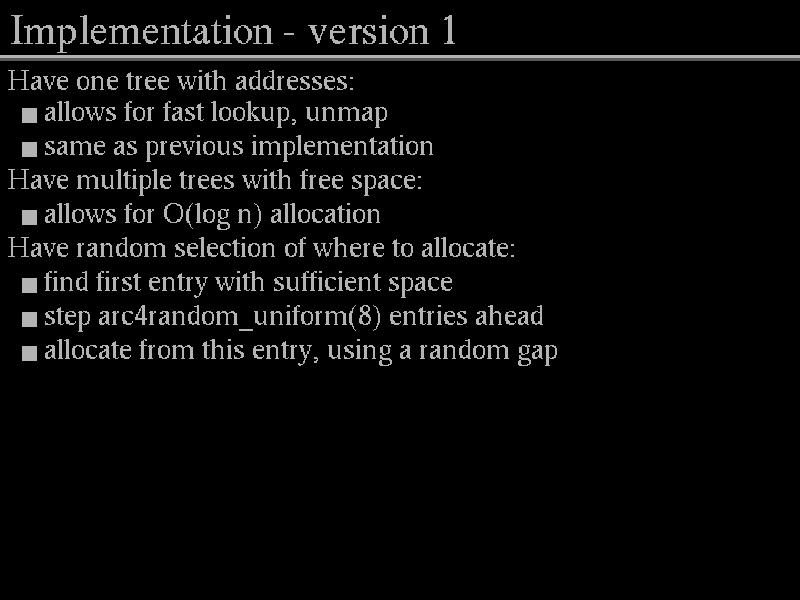 Implementation - version 1
Have one tree with addresses:
■ allows for fast lookup, unmap
■ same as previous implementation
Have multiple trees with free space:
■ allows for O(log n) allocation
Have random selection of where to allocate:
■ find first entry with sufficient space
■ step arc4random_uniform(8) entries ahead
■ allocate from this entry, using a random gap